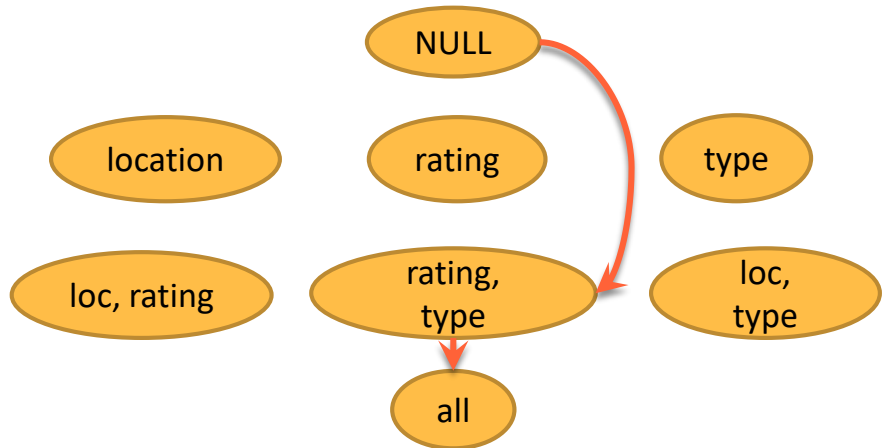 NULL
location
rating
type
loc, rating
rating,
type
loc,
type
all